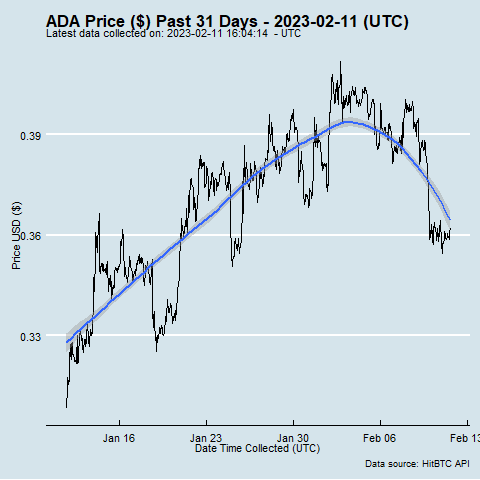 ADA Price ($) Past 31 Days - 2023-02-11 (UTC)
Latest data collected on: 2023-02-11 16:04:14 - UTC
0.39
0.36
0.33
Price USD ($)
Jan 16
Jan 23
Jan 30
Feb 06
Feb 13
Date Time Collected (UTC)
Data source: HitBTC API